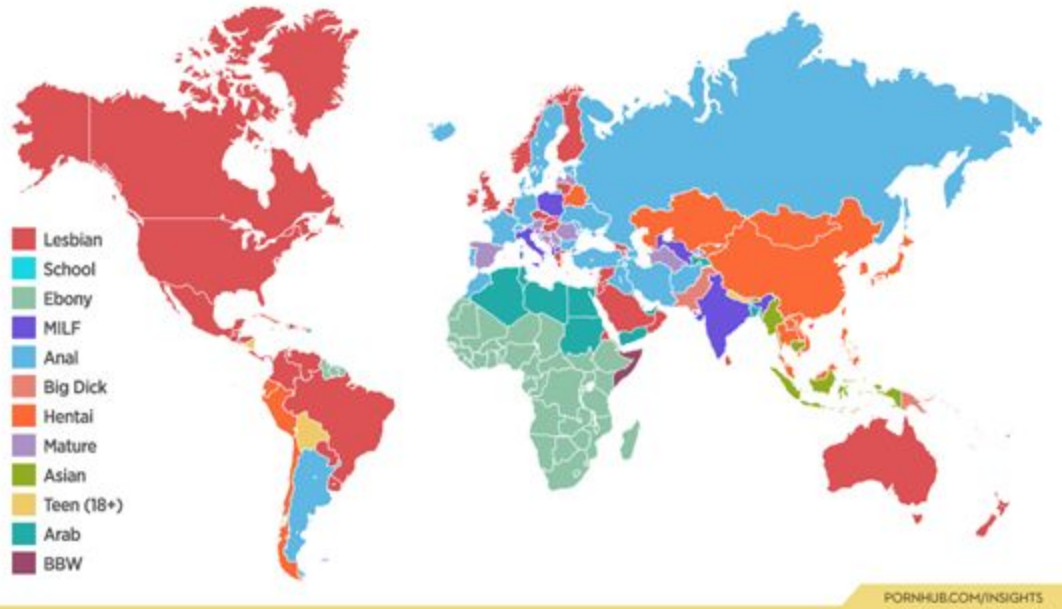 Lesbian
School
Ebony
MILF
Anal
Big Dick
Hentai
Mature
Asian
Teen (18+)
Arab
BBW
PORNHUB.COM/INSIGHTS